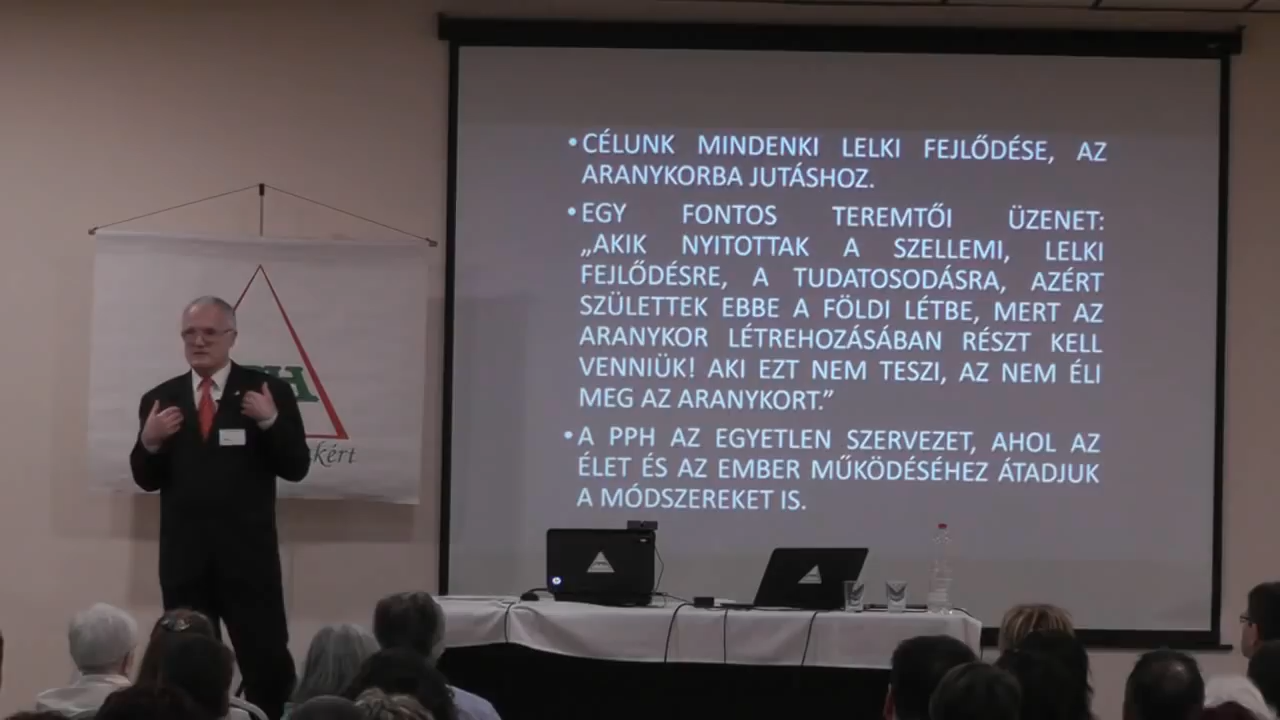 •CÉLUNK MINDENKI LELKI FEJLŐDÉSE, AZ
ARANYKORBA JUTÁSHOZ.
•EGY FONTOS TEREMTŐI ÜZENET:
„AKIK NYITOTTAK A SZELLEMI, LELKI
FEJLŐDÉSRE, A TUDATOSODÁSRA, AZÉRT
SZÜLETTEK EBBE A FÖLDI LÉTBE, MERT AZ
ARANYKOR LÉTREHOZÁSÁBAN RÉSZT KELL
VENNIÜK! AKI EZT NEM TESZI, AZ NEM ÉLI
MEG AZ ARANYKORT.”
•A PPH AZ EGYETLEN SZERVEZET, AHOL AZ
ÉLET ÉS AZ EMBER MŰKÖDÉSÉHEZ ÁTADJUK
A MÓDSZEREKET IS.